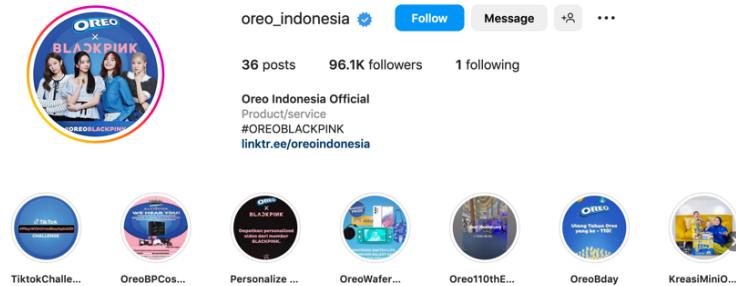 OREO
×
BLACKPINK
#OREOBLACKPINK
oreo_indonesia
Follow
Message
36 posts
96.1K followers
1 following
Oreo Indonesia Official
Product/service
#OREOBLACKPINK
linktr.ee/oreoindonesia
TikTok
CHALLENGE
WE HEAR YOU!
OREO
×
BLACKPINK
Dapatkan personalized
video dari member
BLACKPINK.
OREO
Ulang Tahun Oreo
yang ke - 110!
TiktokChalle...
OreoBPCos...
Personalize ...
OreoWafer...
Oreo110thE...
OreoBday
KreasiMiniO...